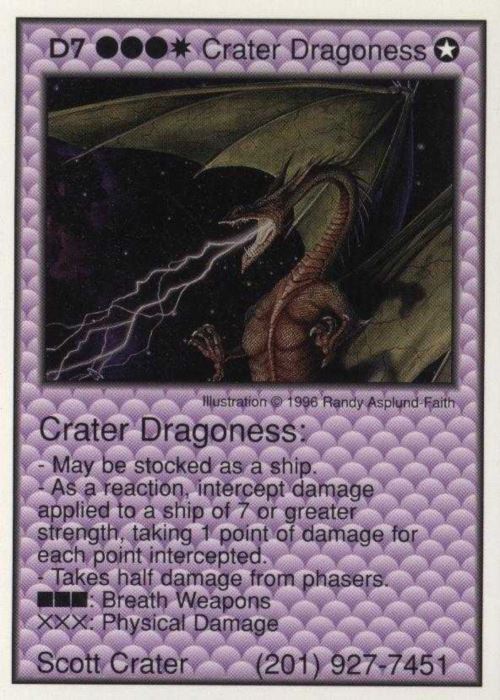 D7 ●●●✷ Crater Dragoness ✪
Illustration © 1996 Randy Asplund-Faith
Crater Dragoness:
- May be stocked as a ship.
- As a reaction, intercept damage
applied to a ship of 7 or greater
strength, taking 1 point of damage for
each point intercepted.
- Takes half damage from phasers.
■■■: Breath Weapons
XXX: Physical Damage
Scott Crater (201) 927-7451